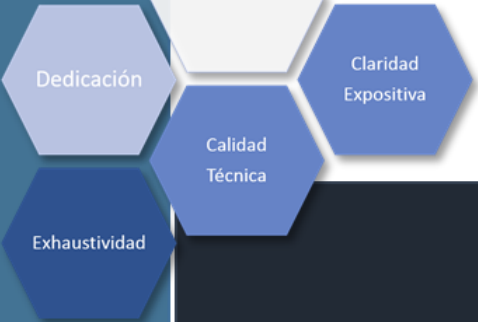 Dedicación
Claridad
Expositiva
Calidad
Técnica
Exhaustividad